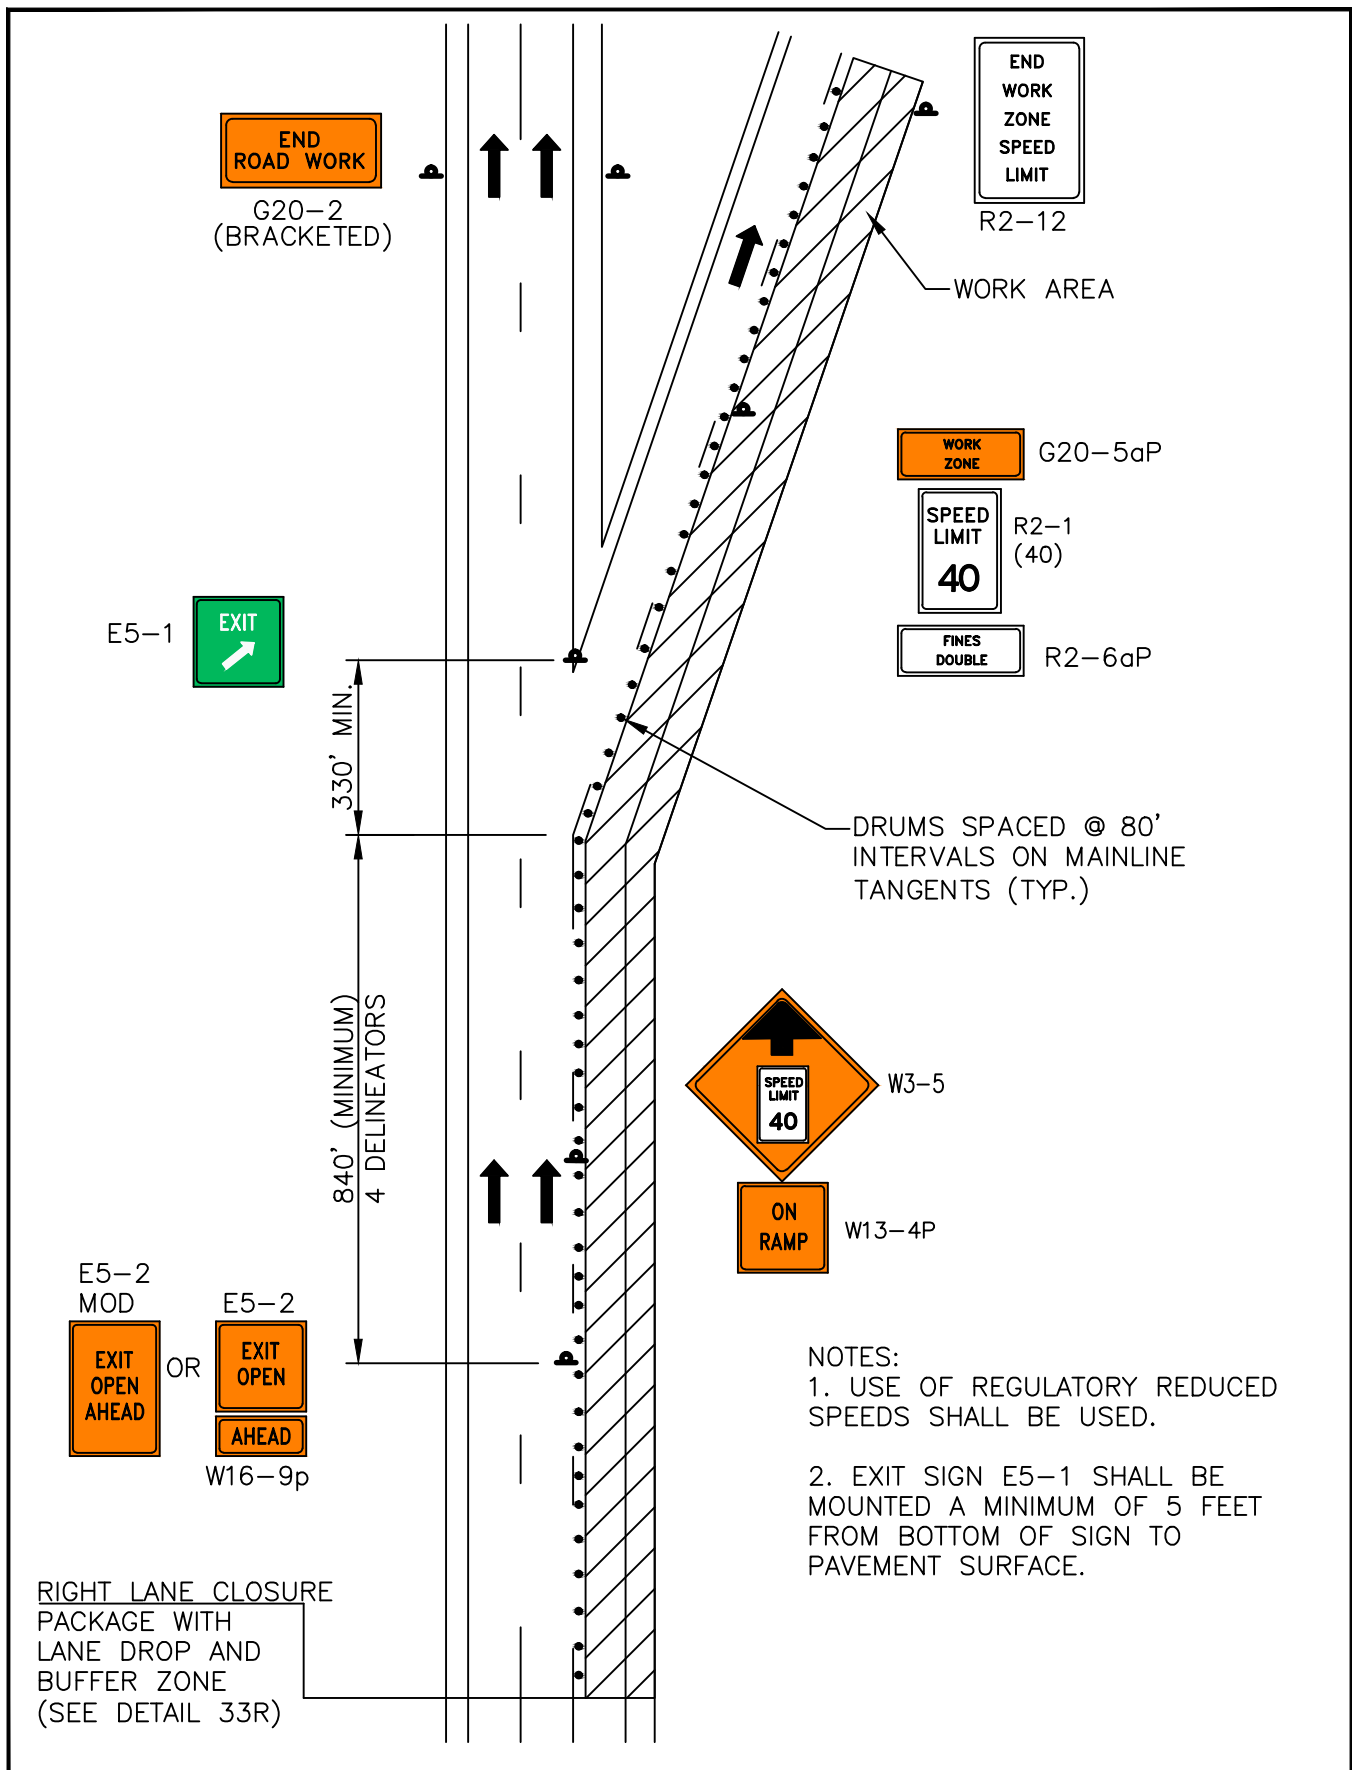 END
ROAD WORK
G20-2
(BRACKETED)
END
WORK
ZONE
SPEED
LIMIT
R2-12
WORK AREA
WORK
ZONE
G20-5aP
SPEED
LIMIT
40
R2-1
(40)
FINES
DOUBLE
R2-6aP
E5-1
EXIT
330' MIN.
DRUMS SPACED @ 80'
INTERVALS ON MAINLINE
TANGENTS (TYP.)
840' (MINIMUM)
4 DELINEATORS
SPEED
LIMIT
40
W3-5
ON
RAMP
W13-4P
E5-2
MOD
EXIT
OPEN
AHEAD
OR
E5-2
EXIT
OPEN
AHEAD
W16-9p
NOTES:
1. USE OF REGULATORY REDUCED
SPEEDS SHALL BE USED.
2. EXIT SIGN E5-1 SHALL BE
MOUNTED A MINIMUM OF 5 FEET
FROM BOTTOM OF SIGN TO
PAVEMENT SURFACE.
RIGHT LANE CLOSURE
PACKAGE WITH
LANE DROP AND
BUFFER ZONE
(SEE DETAIL 33R)